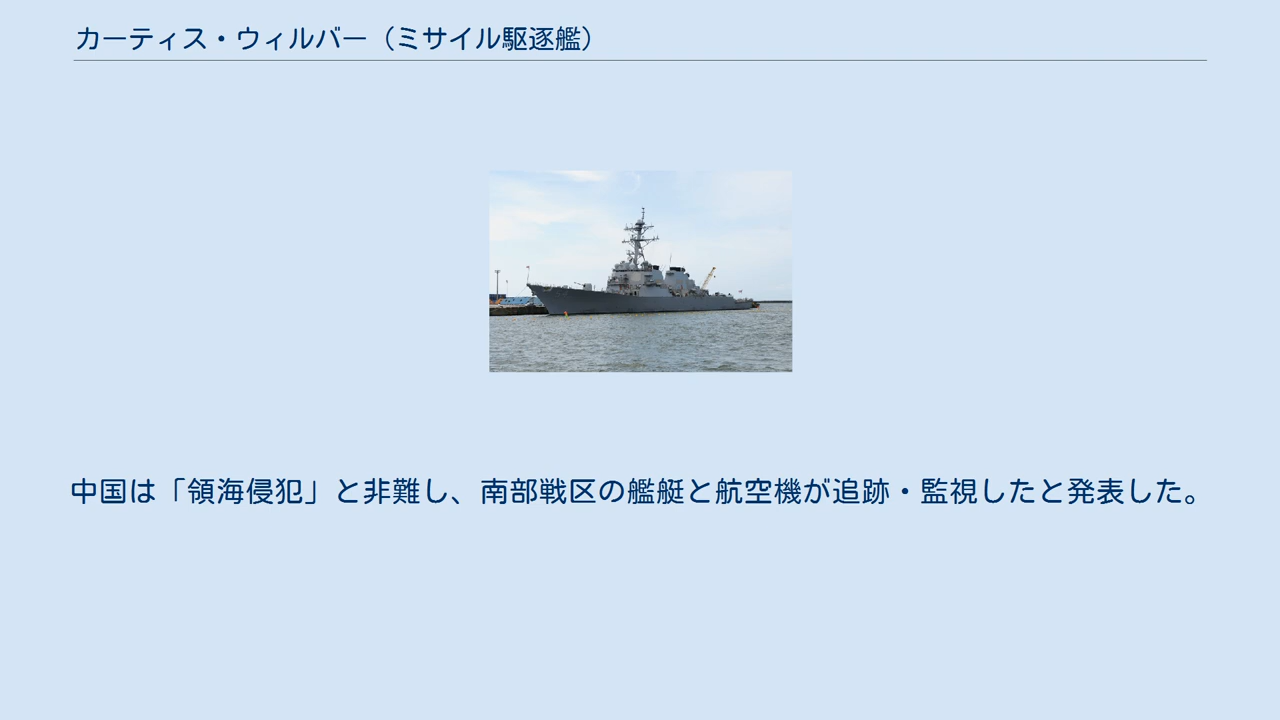 カーティス・ウィルバー（ミサイル駆逐艦）
中国は「領海侵犯」と非難し、南部戦区の艦艇と航空機が追跡・監視したと発表した。